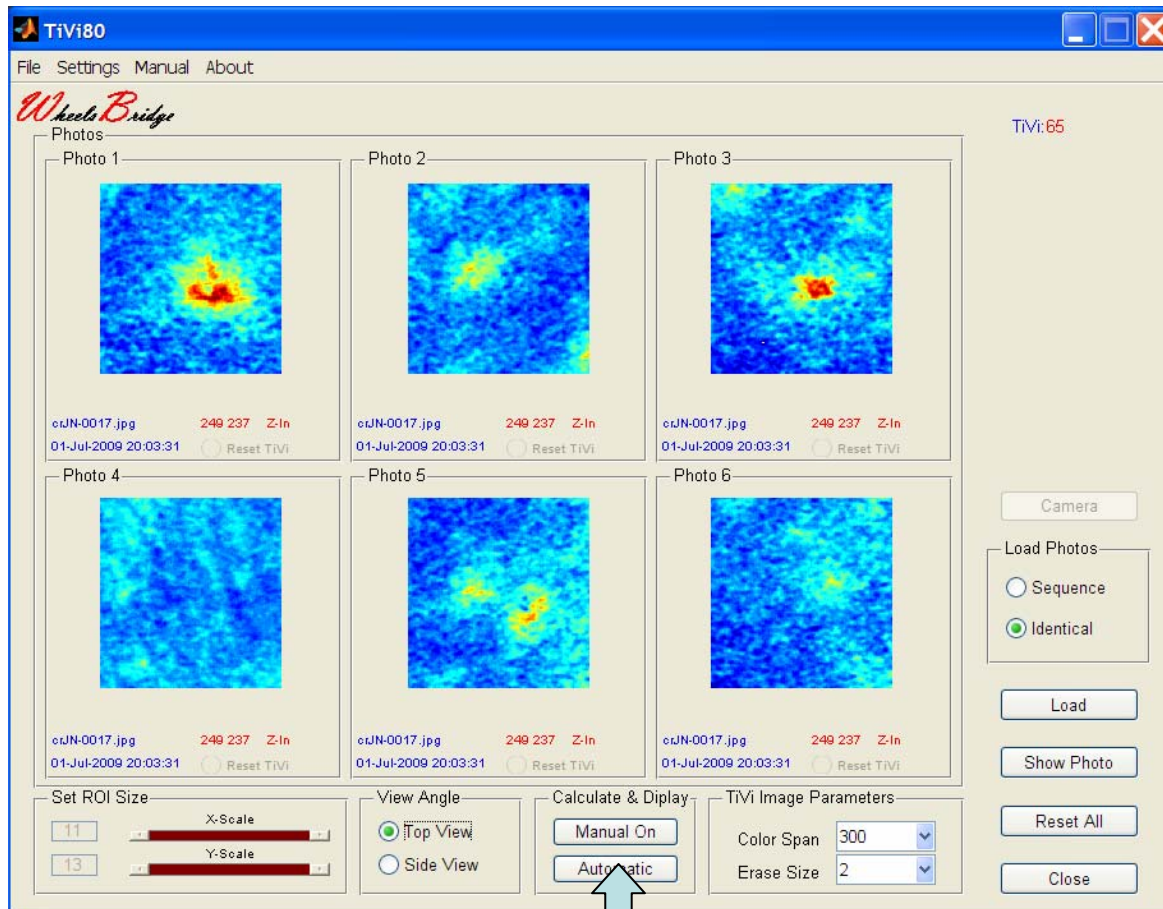 TiVi80
File Settings Manual About
WheelsBridge
TiVi:65
Photos
Photo 1
Photo 2
Photo 3
crJN-0017.jpg 249 237 Z-In
01-Jul-2009 20:03:31 Reset TiVi
crJN-0017.jpg 249 237 Z-In
01-Jul-2009 20:03:31 Reset TiVi
crJN-0017.jpg 249 237 Z-In
01-Jul-2009 20:03:31 Reset TiVi
Photo 4
Photo 5
Photo 6
crJN-0017.jpg 249 237 Z-In
01-Jul-2009 20:03:31 Reset TiVi
crJN-0017.jpg 249 237 Z-In
01-Jul-2009 20:03:31 Reset TiVi
crJN-0017.jpg 249 237 Z-In
01-Jul-2009 20:03:31 Reset TiVi
Camera
Load Photos
Sequence
Identical
Load
Show Photo
Reset All
Close
Set ROI Size
11
X-Scale
13
Y-Scale
View Angle
Top View
Side View
Calculate & Diplay
Manual On
Automatic
TiVi Image Parameters
Color Span 300
Erase Size 2